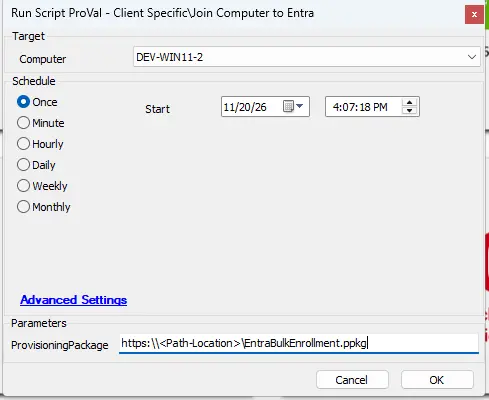 Run Script ProVal - Client Specific\Join Computer to Entra
x
Target
Computer DEV-WIN11-2
Schedule
Once Start 11/20/26 4:07:18 PM
Minute
Hourly
Daily
Weekly
Monthly
Advanced Settings
Parameters
ProvisioningPackage https:\\<Path-Location>\EntraBulkEnrollment.ppkg
Cancel OK